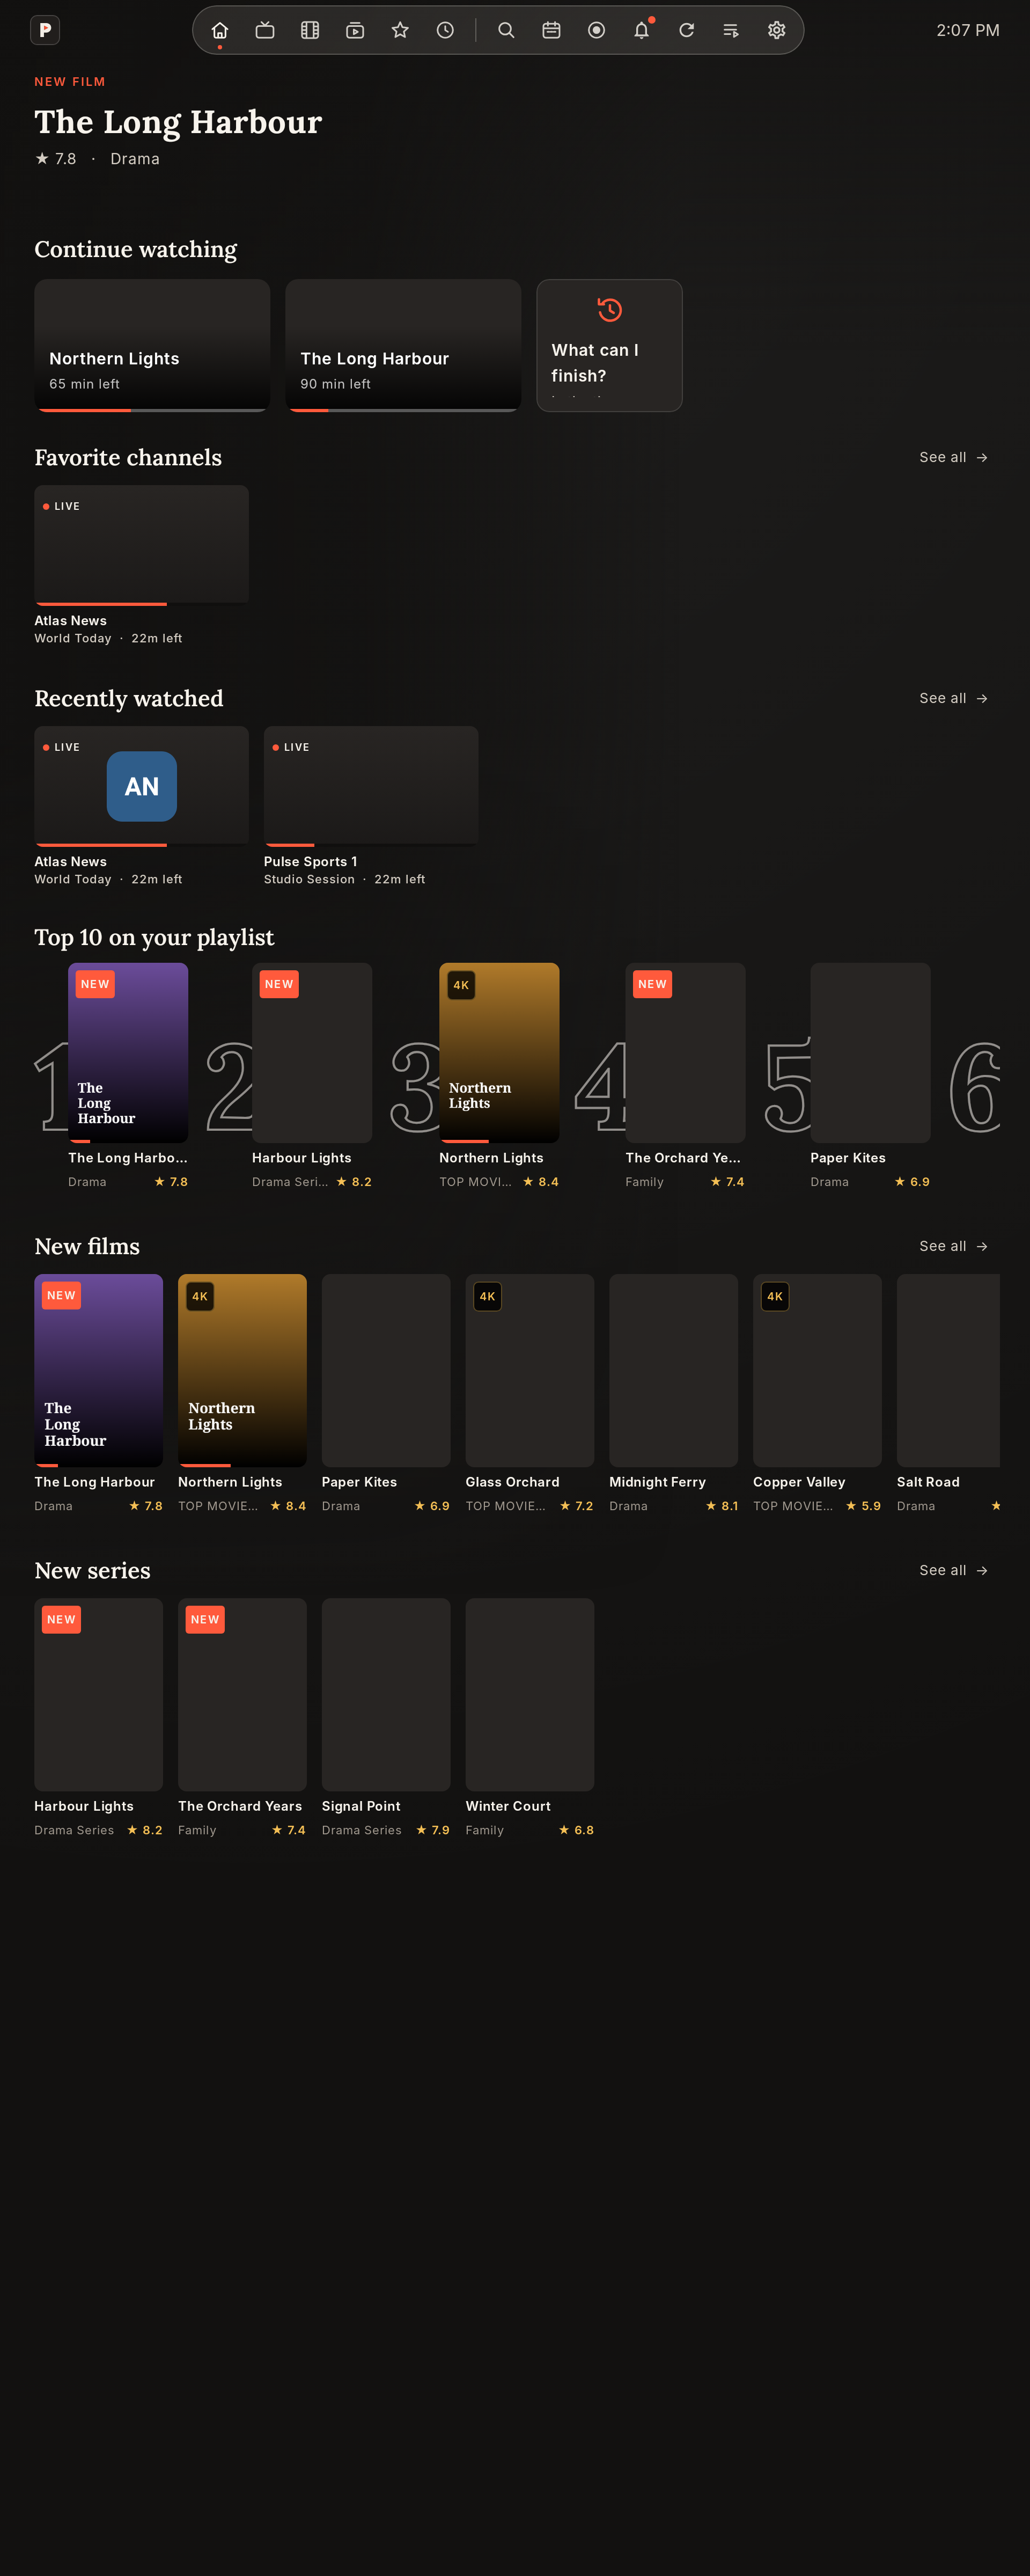 P
2:07 PM
NEW FILM
The Long Harbour
★ 7.8 · Drama
Continue watching
Northern Lights
65 min left
The Long Harbour
90 min left
What can I
finish?
Favorite channels
See all →
LIVE
Atlas News
World Today · 22m left
Recently watched
See all →
LIVE
AN
LIVE
Atlas News
World Today · 22m left
Pulse Sports 1
Studio Session · 22m left
Top 10 on your playlist
1
NEW
The
Long
Harbour
2
NEW
3
4K
Northern
Lights
4
NEW
5
6
The Long Harbo...
Drama ★ 7.8
Harbour Lights
Drama Seri... ★ 8.2
Northern Lights
TOP MOVI... ★ 8.4
The Orchard Ye...
Family ★ 7.4
Paper Kites
Drama ★ 6.9
New films
See all →
NEW
The
Long
Harbour
4K
Northern
Lights
4K
4K
The Long Harbour
Drama ★ 7.8
Northern Lights
TOP MOVIE... ★ 8.4
Paper Kites
Drama ★ 6.9
Glass Orchard
TOP MOVIE... ★ 7.2
Midnight Ferry
Drama ★ 8.1
Copper Valley
TOP MOVIE... ★ 5.9
Salt Road
Drama ★
New series
See all →
NEW
NEW
Harbour Lights
Drama Series ★ 8.2
The Orchard Years
Family ★ 7.4
Signal Point
Drama Series ★ 7.9
Winter Court
Family ★ 6.8